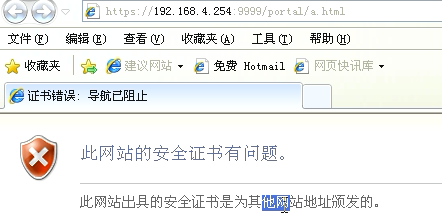 https://192.168.4.254:9999/portal/a.html
文件(F) 编辑(E) 查看(V) 收藏夹(A) 工具(T) 帮助(H)
收藏夹 建议网站 免费 Hotmail 网页快讯库
证书错误: 导航已阻止
此网站的安全证书有问题。
此网站出具的安全证书是为其他网站地址颁发的。